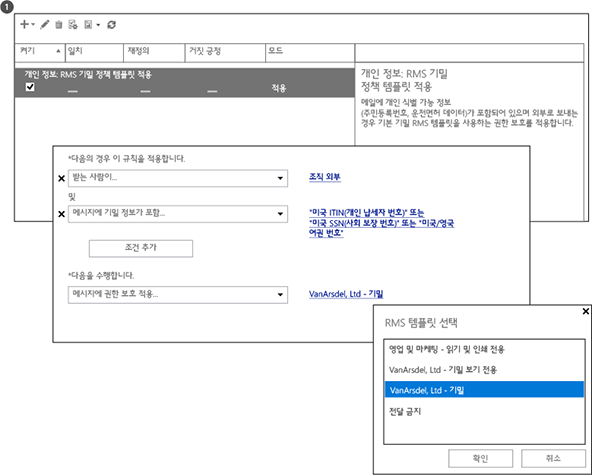 1
켜기 일치 재정의 거짓 긍정 모드
개인 정보: RMS 기밀 정책 템플릿 적용
적용
개인 정보: RMS 기밀
정책 템플릿 적용
메일에 개인 식별 가능 정보
(주민등록번호, 운전면허 데이터)가 포함되어 있으며 외부로 보내는
경우 기본 기밀 RMS 템플릿을 사용하는 권한 보호를 적용합니다.
*다음의 경우 이 규칙을 적용합니다.
받는 사람이... 조직 외부
및
메시지에 기밀 정보가 포함... "미국 ITIN(개인 납세자 번호)" 또는
"미국 SSN(사회 보장 번호)" 또는 "미국/영국
여권 번호"
조건 추가
*다음을 수행합니다.
메시지에 권한 보호 적용... VanArsdel, Ltd - 기밀
RMS 템플릿 선택
영업 및 마케팅 - 읽기 및 인쇄 전용
VanArsdel, Ltd - 기밀 보기 전용
VanArsdel, Ltd - 기밀
전달 금지
확인 취소